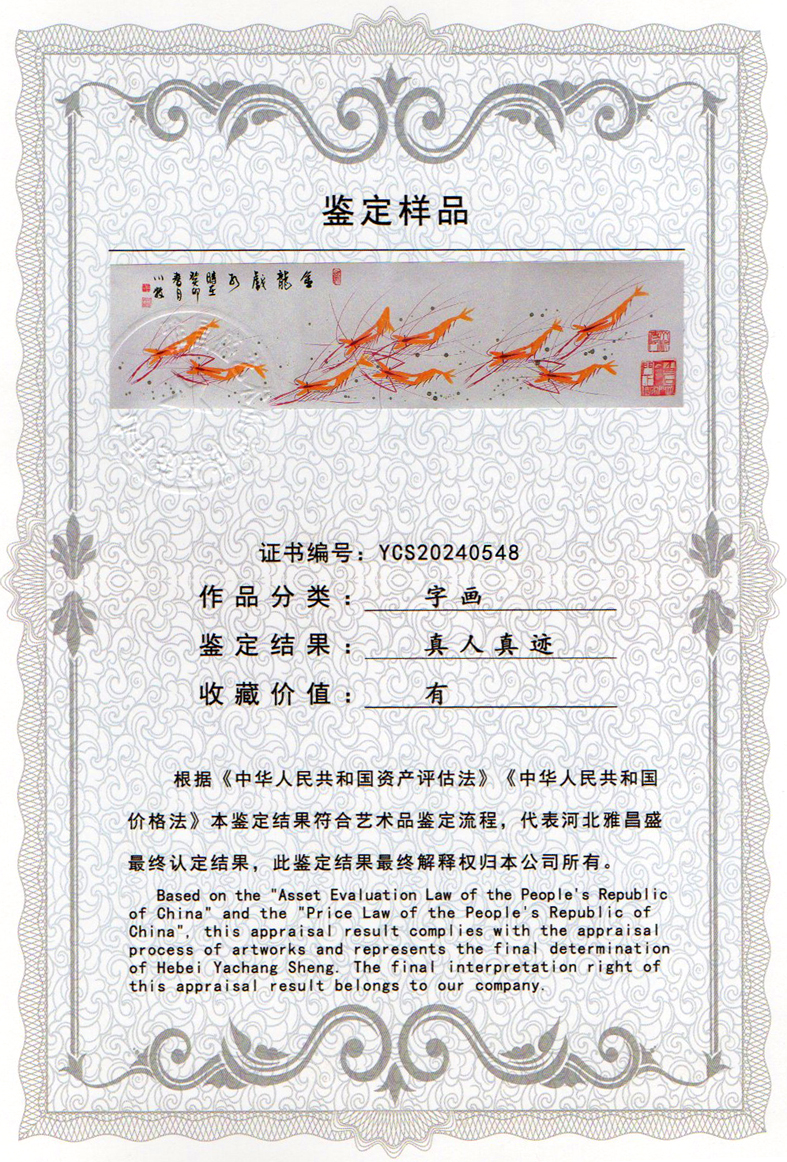 鉴定样品
金龍戲水
時在
癸卯
證书编号：YCS20240548
作品分类：字画
鉴定结果：真人真迹
收藏价值：有
根据《中华人民共和国资产评估法》《中华人民共和国
价格法》本鉴定结果符合艺术品鉴定流程，代表河北雅昌盛
最终认定结果，此鉴定结果最终解释权归本公司所有。
Based on the "Asset Evaluation Law of the People's Republic
of China" and the "Price Law of the People's Republic of
China", this appraisal result complies with the appraisal
process of artworks and represents the final determination
of Hebei Yachang Sheng. The final interpretation right of
this appraisal result belongs to our company.